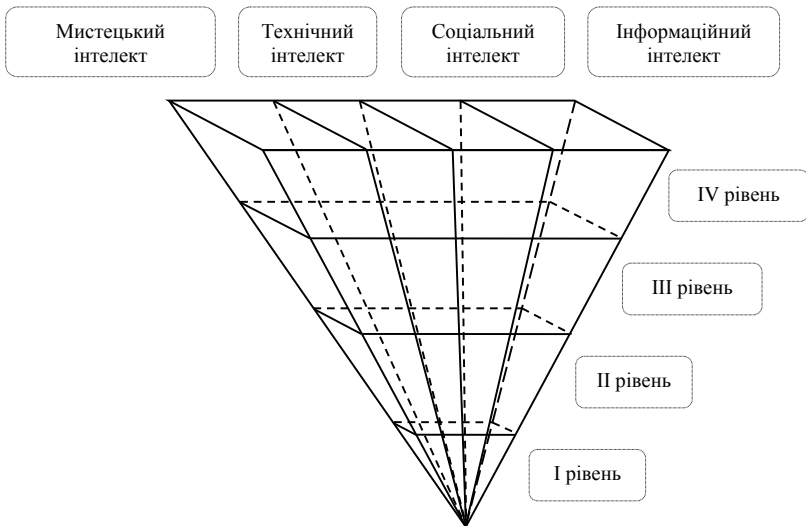 Мистецький
інтелект
Технічний
інтелект
Соціальний
інтелект
Інформаційний
інтелект
IV рівень
III рівень
II рівень
I рівень